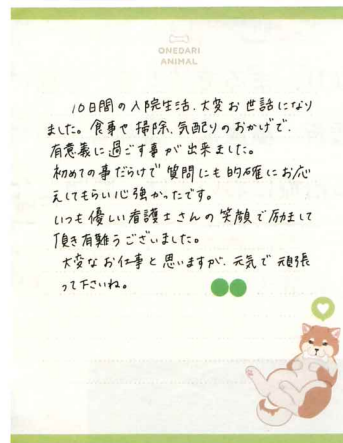 ONEDARI
ANIMAL
10日間の入院生活、大変お世話になり
ました。食事や掃除、気配りのおかげで、
有意義に過ごす事が出来ました。
初めての事だらけで質問にも的確にお応
えしてもらい心強かったです。
いつも優しい看護士さんの笑顔で励まして
頂き有難うございました。
大変なお仕事と思いますが、元気で頑張
って下さいね。